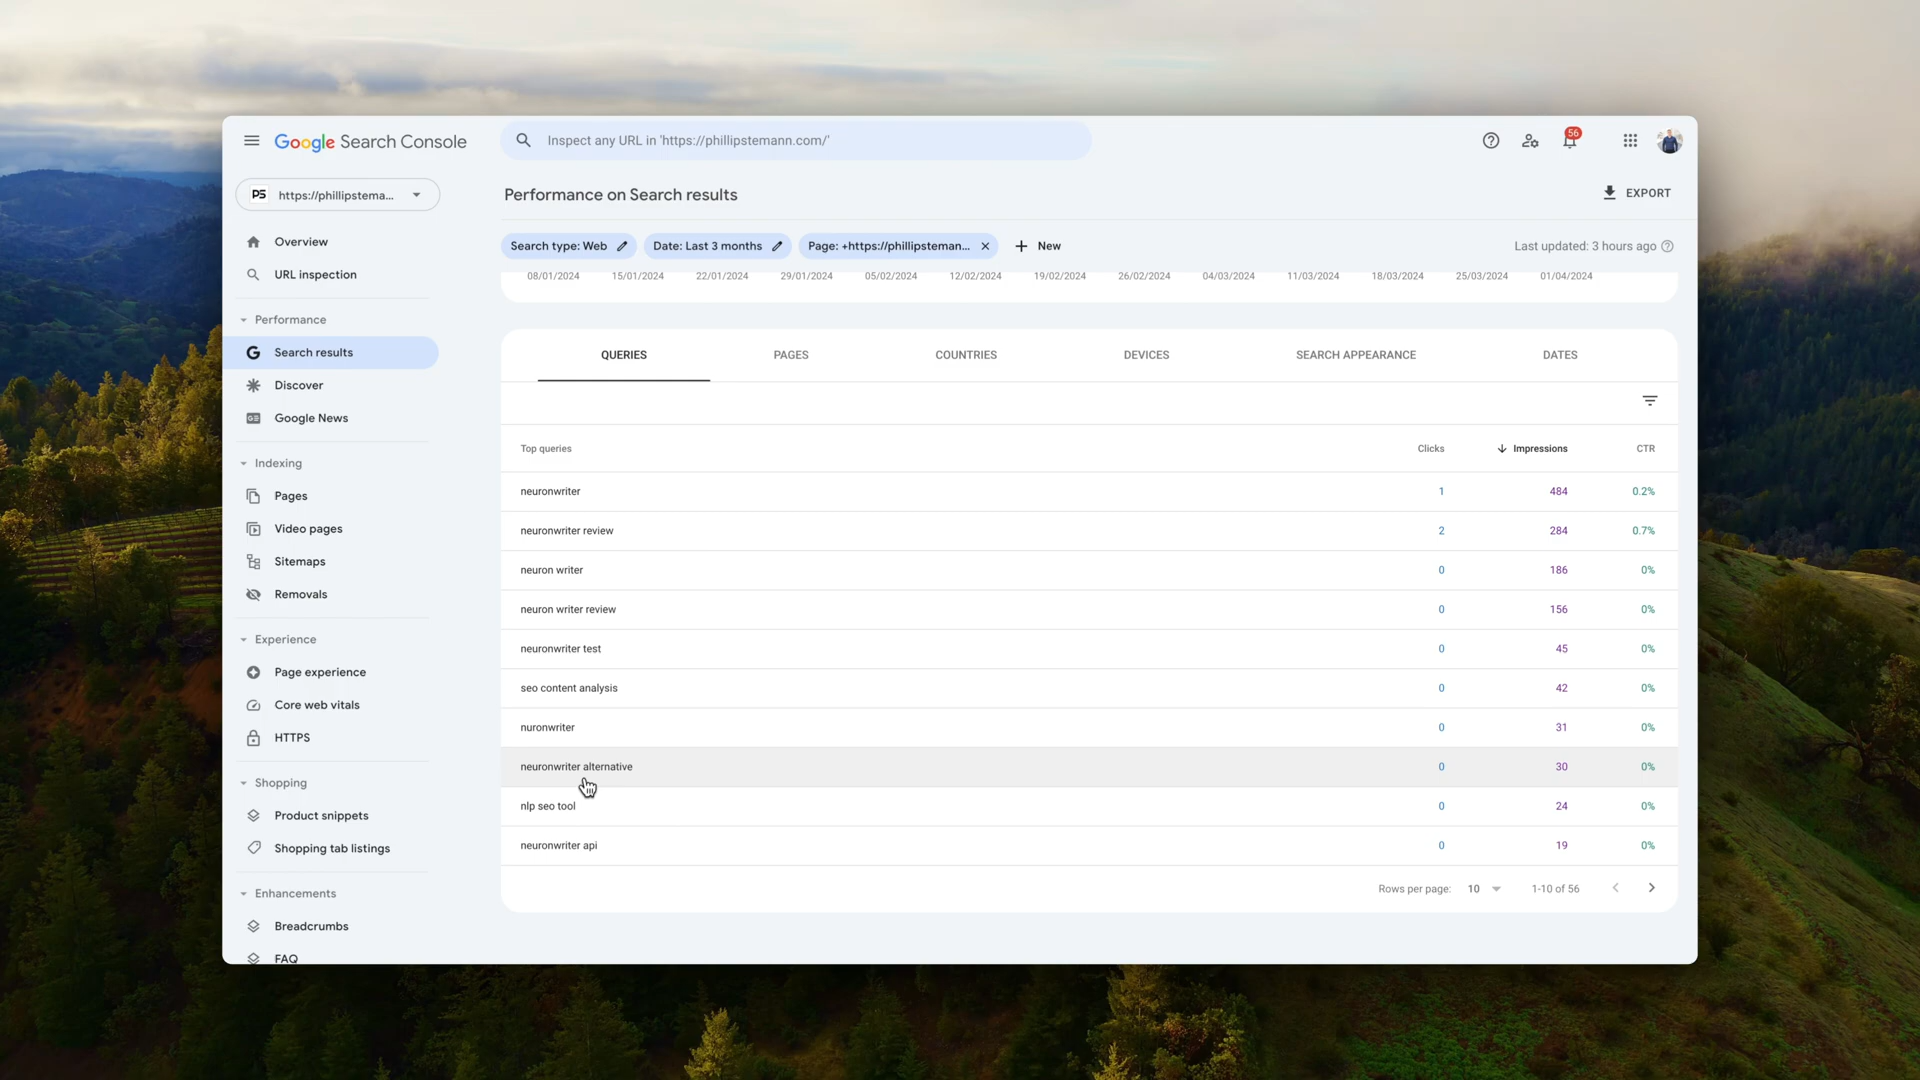 Google Search Console
Inspect any URL in 'https://phillipstemann.com/'
56
PS https://phillipstema...
Performance on Search results
EXPORT
Overview
URL inspection
Search type: Web
Date: Last 3 months
Page: +https://phillipsteman...
New
Last updated: 3 hours ago
08/01/2024 15/01/2024 22/01/2024 29/01/2024 05/02/2024 12/02/2024 19/02/2024 26/02/2024 04/03/2024 11/03/2024 18/03/2024 25/03/2024 01/04/2024
Performance
Search results
Discover
Google News
Indexing
Pages
Video pages
Sitemaps
Removals
Experience
Page experience
Core web vitals
HTTPS
Shopping
Product snippets
Shopping tab listings
Enhancements
Breadcrumbs
FAQ
QUERIES PAGES COUNTRIES DEVICES SEARCH APPEARANCE DATES
Top queries Clicks Impressions CTR
neuronwriter 1 484 0.2%
neuronwriter review 2 284 0.7%
neuron writer 0 186 0%
neuron writer review 0 156 0%
neuronwriter test 0 45 0%
seo content analysis 0 42 0%
nuronwriter 0 31 0%
neuronwriter alternative 0 30 0%
nlp seo tool 0 24 0%
neuronwriter api 0 19 0%
Rows per page: 10 1-10 of 56